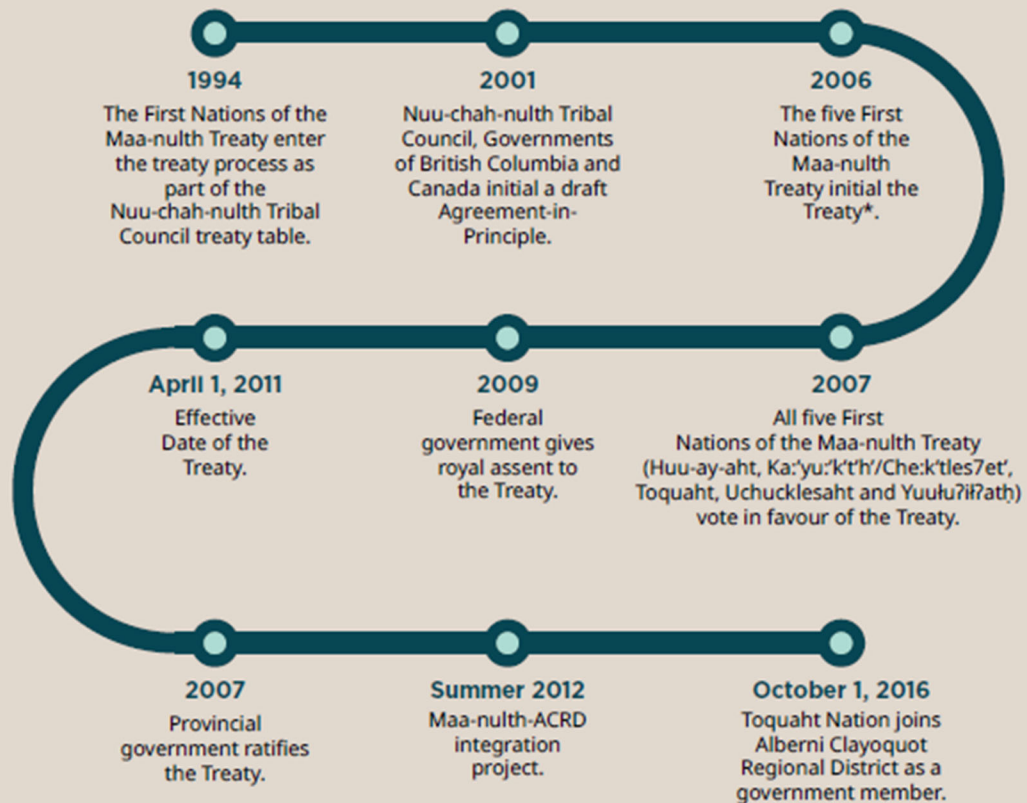 1994
The First Nations of the
Maa-nulth Treaty enter
the treaty process as
part of the
Nuu-chah-nulth Tribal
Council treaty table.
2001
Nuu-chah-nulth Tribal
Council, Governments
of British Columbia and
Canada initial a draft
Agreement-in-
Principle.
2006
The five First
Nations of the
Maa-nulth
Treaty initial the
Treaty*.
2007
All five First
Nations of the Maa-nulth Treaty
(Huu-ay-aht, Ka:’yu:’k’t’h’/Che:k’tles7et’,
Toquaht, Uchucklesaht and Yuułuʔiłʔatḥ)
vote in favour of the Treaty.
2009
Federal
government gives
royal assent to
the Treaty.
April 1, 2011
Effective
Date of the
Treaty.
2007
Provincial
government ratifies
the Treaty.
Summer 2012
Maa-nulth-ACRD
integration
project.
October 1, 2016
Toquaht Nation joins
Alberni Clayoquot
Regional District as a
government member.